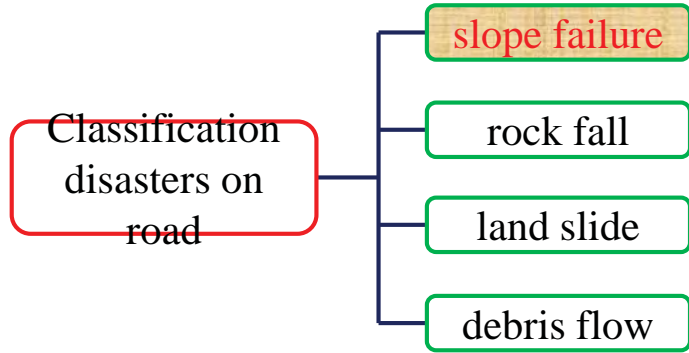 Classification
disasters on
road
slope failure
rock fall
land slide
debris flow